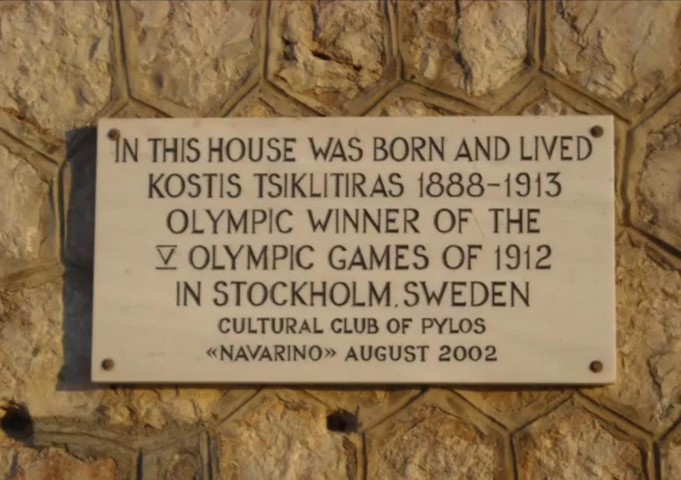 IN THIS HOUSE WAS BORN AND LIVED
KOSTIS TSIKLITIRAS 1888-1913
OLYMPIC WINNER OF THE
V OLYMPIC GAMES OF 1912
IN STOCKHOLM, SWEDEN
CULTURAL CLUB OF PYLOS
«NAVARINO» AUGUST 2002